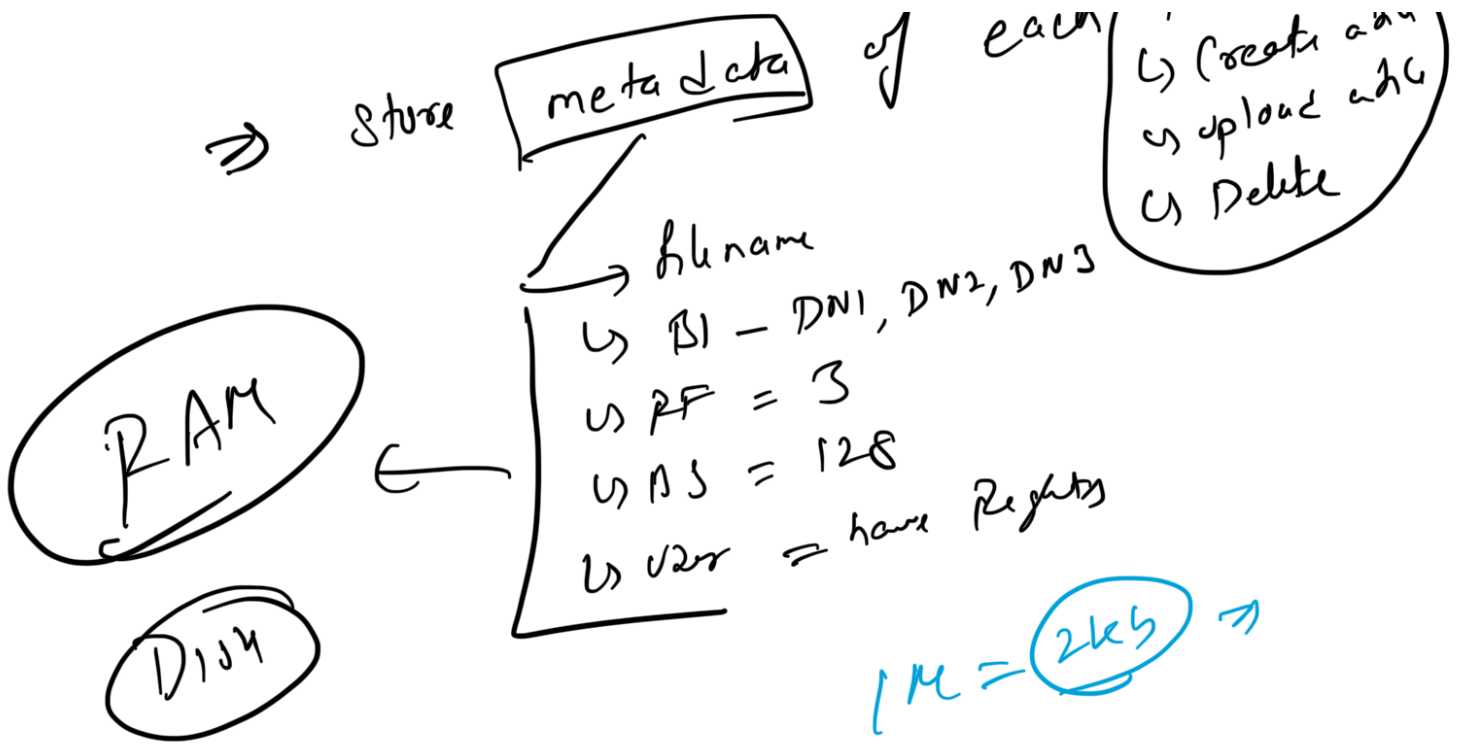 ⇒ store metadata of each
↳ Create
↳ upload
↳ Delete
→ filename
↳ B1 – DN1, DN2, DN3
↳ RF = 3
↳ BS = 128
↳ User = have Rights
RAM
Disk
1M = 2kb ⇒